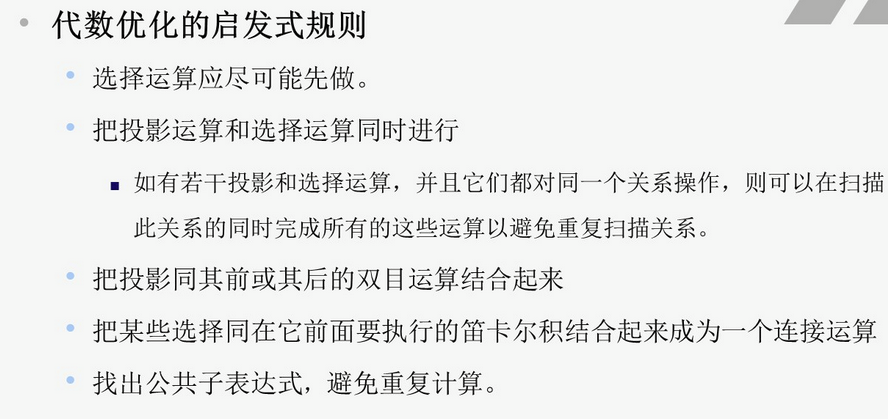 代数优化的启发式规则
选择运算应尽可能先做。
把投影运算和选择运算同时进行
如有若干投影和选择运算，并且它们都对同一个关系操作，则可以在扫描
此关系的同时完成所有的这些运算以避免重复扫描关系。
把投影同其前或其后的双目运算结合起来
把某些选择同在它前面要执行的笛卡尔积结合起来成为一个连接运算
找出公共子表达式，避免重复计算。